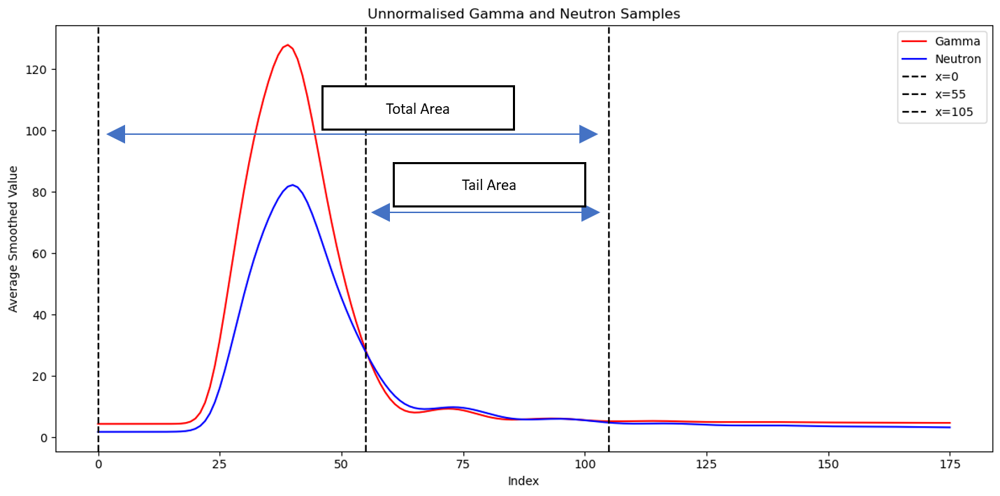 Unnormalised Gamma and Neutron Samples
Gamma
Neutron
x=0
x=55
x=105
Total Area
Tail Area
Average Smoothed Value
120
100
80
60
40
20
0
0 25 50 75 100 125 150 175
Index